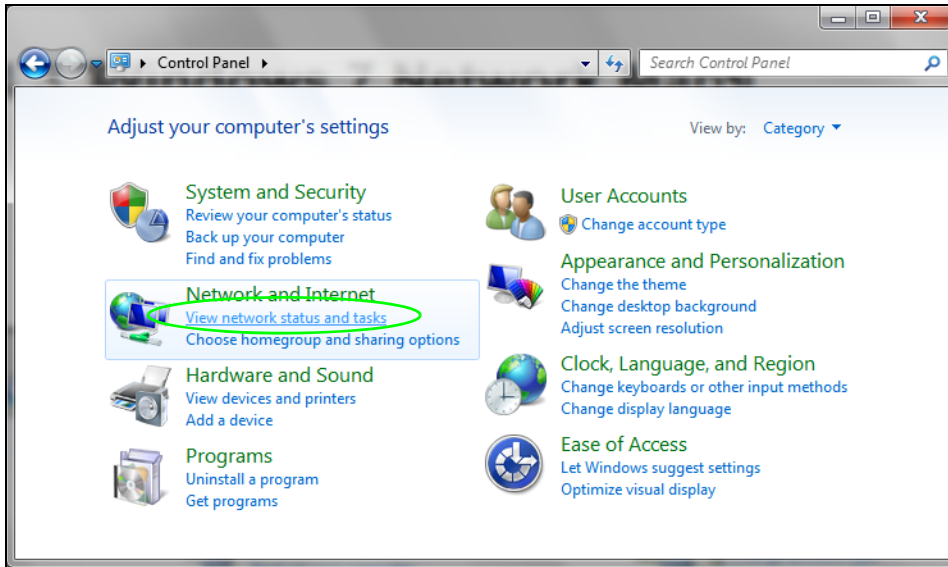 Control Panel
Search Control Panel
Adjust your computer's settings
View by: Category
System and Security
Review your computer's status
Back up your computer
Find and fix problems
Network and Internet
View network status and tasks
Choose homegroup and sharing options
Hardware and Sound
View devices and printers
Add a device
Programs
Uninstall a program
Get programs
User Accounts
Change account type
Appearance and Personalization
Change the theme
Change desktop background
Adjust screen resolution
Clock, Language, and Region
Change keyboards or other input methods
Change display language
Ease of Access
Let Windows suggest settings
Optimize visual display